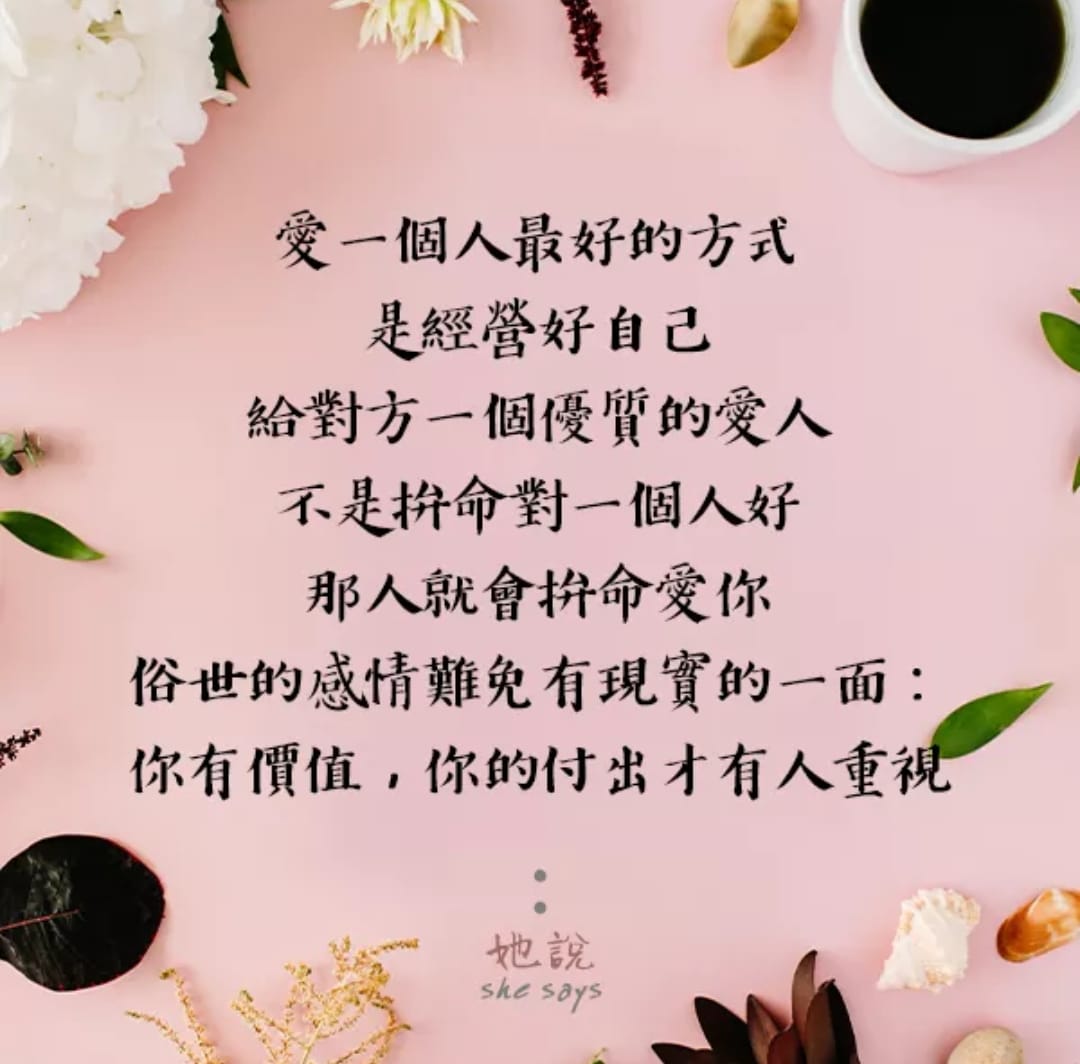 愛一個人最好的方式
是經營好自己
給對方一個優質的愛人
不是拚命對一個人好
那人就會拚命愛你
俗世的感情難免有現實的一面：
你有價值，你的付出才有人重視
她說
she says